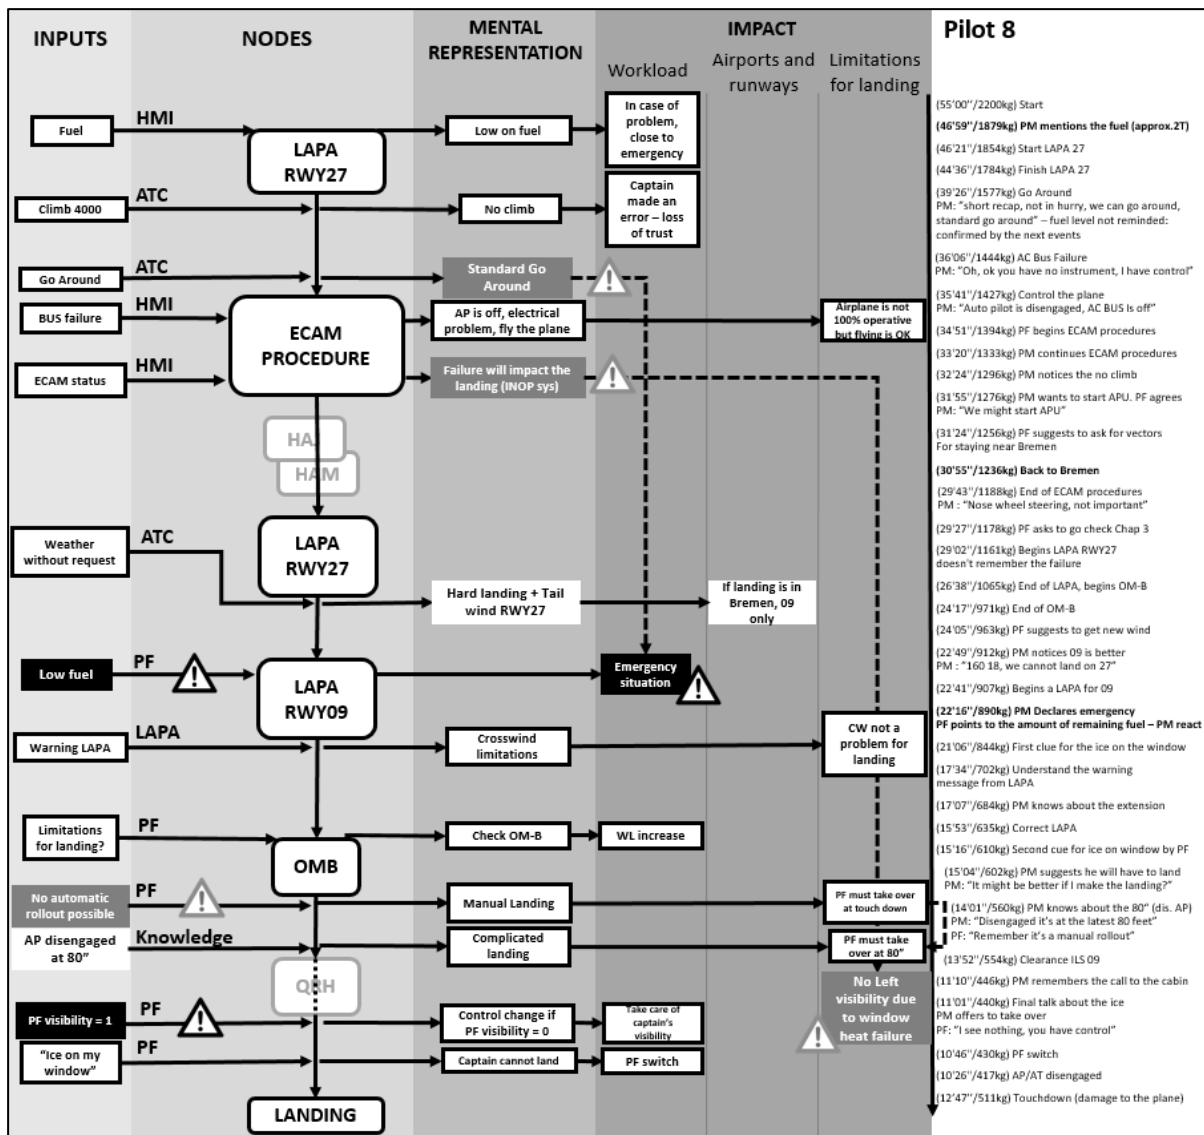 INPUTS
NODES
MENTAL
REPRESENTATION
IMPACT
Workload
Airports and
runways
Limitations
for landing
Pilot 8
Fuel
HMI
LAPA
RWY27
Low on fuel
In case of
problem,
close to
emergency
Climb 4000
ATC
No climb
Captain
made an
error – loss
of trust
Go Around
ATC
Standard Go
Around
BUS failure
HMI
ECAM
PROCEDURE
AP is off, electrical
problem, fly the plane
Airplane is not
100% operative
but flying is OK
ECAM status
HMI
Failure will impact the
landing (INOP sys)
HAJ
HAM
Weather
without request
ATC
LAPA
RWY27
Hard landing + Tail
wind RWY27
If landing is in
Bremen, 09
only
Low fuel
PF
LAPA
RWY09
Emergency
situation
Warning LAPA
LAPA
Crosswind
limitations
CW not a
problem for
landing
Limitations
for landing?
PF
OMB
Check OM-B
WL increase
No automatic
rollout possible
PF
Manual Landing
PF must take over
at touch down
AP disengaged
at 80”
Knowledge
Complicated
landing
PF must take
over at 80”
QRH
No Left
visibility due
to window
heat failure
PF visibility = 1
PF
Control change if
PF visibility = 0
Take care of
captain’s
visibility
“Ice on my
window”
PF
Captain cannot land
PF switch
LANDING
(55’00’’/2200kg) Start
(46’59’’/1879kg) PM mentions the fuel (approx.2T)
(46’21’’/1854kg) Start LAPA 27
(44’36’’/1784kg) Finish LAPA 27
(39’26’’/1577kg) Go Around
PM: “short recap, not in hurry, we can go around,
standard go around” – fuel level not reminded:
confirmed by the next events
(36’06’’/1444kg) AC Bus Failure
PM: “Oh, ok you have no instrument, I have control”
(35’41’’/1427kg) Control the plane
PM: “Auto pilot is disengaged, AC BUS Is off”
(34’51’’/1394kg) PF begins ECAM procedures
(33’20’’/1333kg) PM continues ECAM procedures
(32’24’’/1296kg) PM notices the no climb
(31’55’’/1276kg) PM wants to start APU. PF agrees
PM: “We might start APU”
(31’24’’/1256kg) PF suggests to ask for vectors
For staying near Bremen
(30’55’’/1236kg) Back to Bremen
(29’43’’/1188kg) End of ECAM procedures
PM : “Nose wheel steering, not important”
(29’27’’/1178kg) PF asks to go check Chap 3
(29’02’’/1161kg) Begins LAPA RWY27
doesn’t remember the failure
(26’38’’/1065kg) End of LAPA, begins OM-B
(24’17’’/971kg) End of OM-B
(24’05’’/963kg) PF suggests to get new wind
(22’49’’/912kg) PM notices 09 is better
PM : “160 18, we cannot land on 27”
(22’41’’/907kg) Begins a LAPA for 09
(22’16’’/890kg) PM Declares emergency
PF points to the amount of remaining fuel – PM react
(21’06’’/844kg) First clue for the ice on the window
(17’34’’/702kg) Understand the warning
message from LAPA
(17’07’’/684kg) PM knows about the extension
(15’53’’/635kg) Correct LAPA
(15’16’’/610kg) Second cue for ice on window by PF
(15’04’’/602kg) PM suggests he will have to land
PM: “It might be better if I make the landing?”
(14’01’’/560kg) PM knows about the 80” (dis. AP)
PM: “Disengaged it’s at the latest 80 feet”
PF: “Remember it’s a manual rollout”
(13’52’’/554kg) Clearance ILS 09
(11’10’’/446kg) PM remembers the call to the cabin
(11’01’’/440kg) Final talk about the ice
PM offers to take over
PF: “I see nothing, you have control”
(10’46’’/430kg) PF switch
(10’26’’/417kg) AP/AT disengaged
(12’47’’/511kg) Touchdown (damage to the plane)